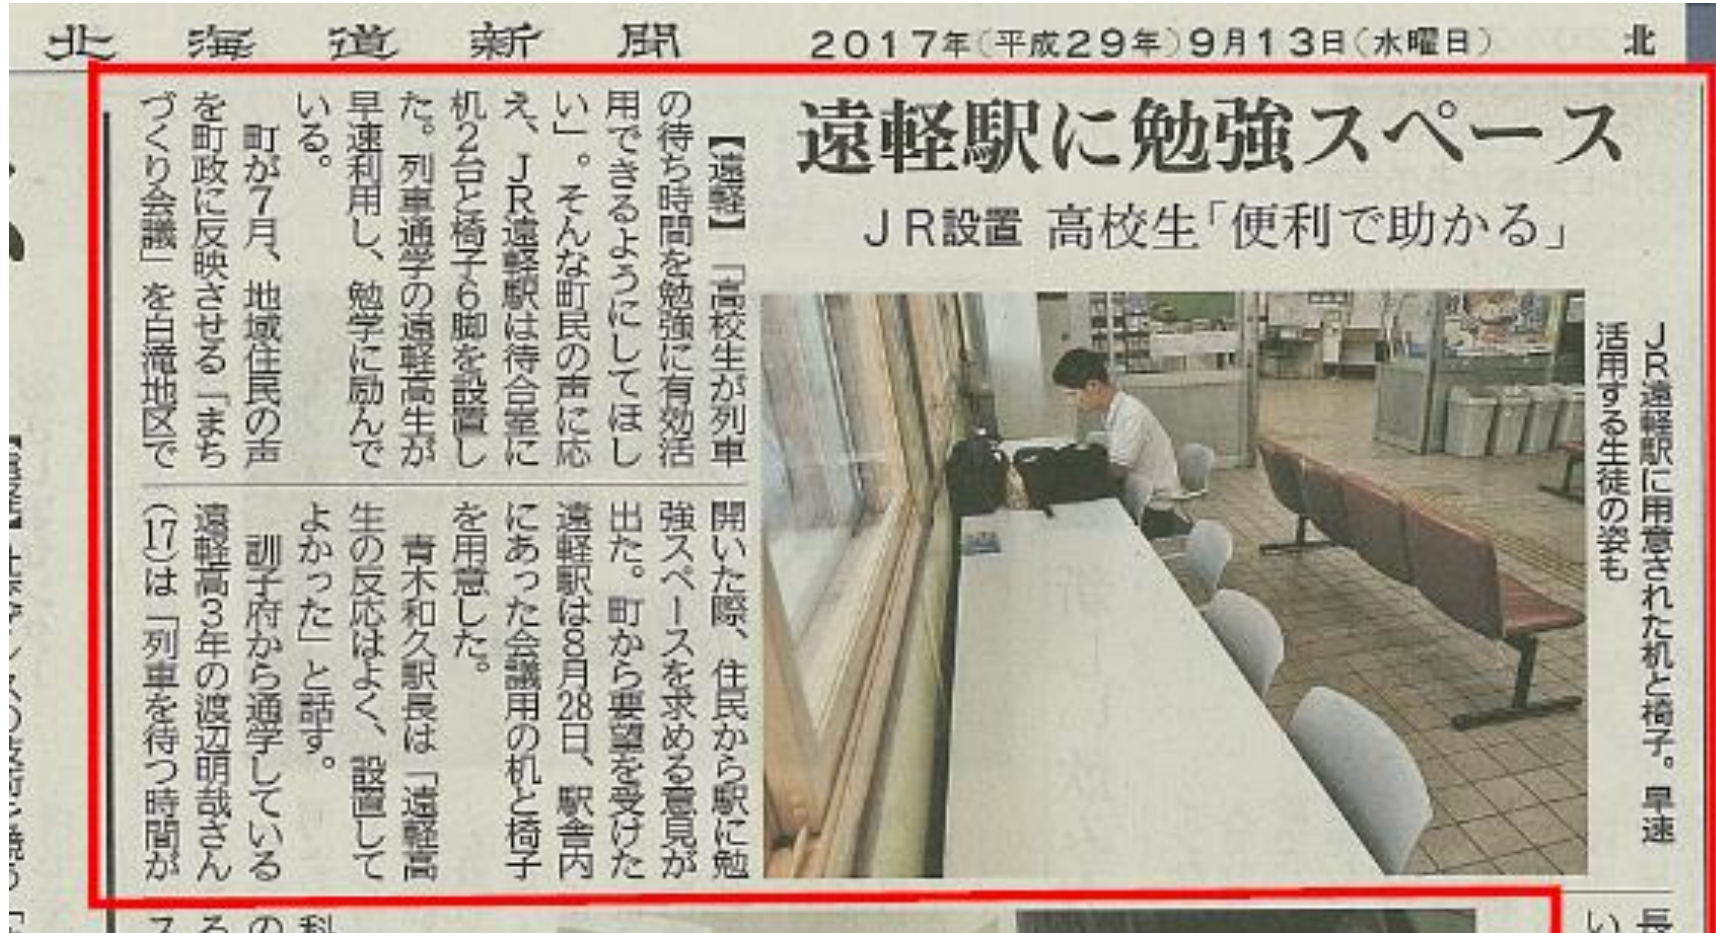 北海道新聞
2017年(平成29年)9月13日(水曜日)
北
遠軽駅に勉強スペース
JR設置 高校生「便利で助かる」
JR遠軽駅に用意された机と椅子。早速
活用する生徒の姿も
【遠軽】「高校生が列車
の待ち時間を勉強に有効活
用できるようにしてほし
い」。そんな町民の声に応
え、JR遠軽駅は待合室に
机2台と椅子6脚を設置し
た。列車通学の遠軽高生が
早速利用し、勉学に励んで
いる。
町が7月、地域住民の声
を町政に反映させる「まち
づくり会議」を白滝地区で
開いた際、住民から駅に勉
強スペースを求める意見が
出た。町から要望を受けた
遠軽駅は8月28日、駅舎内
にあった会議用の机と椅子
を用意した。
青木和久駅長は「遠軽高
生の反応はよく、設置して
よかった」と話す。
訓子府から通学している
遠軽高3年の渡辺明哉さん
(17)は「列車を待つ時間が
長
い
科
の
る
ス